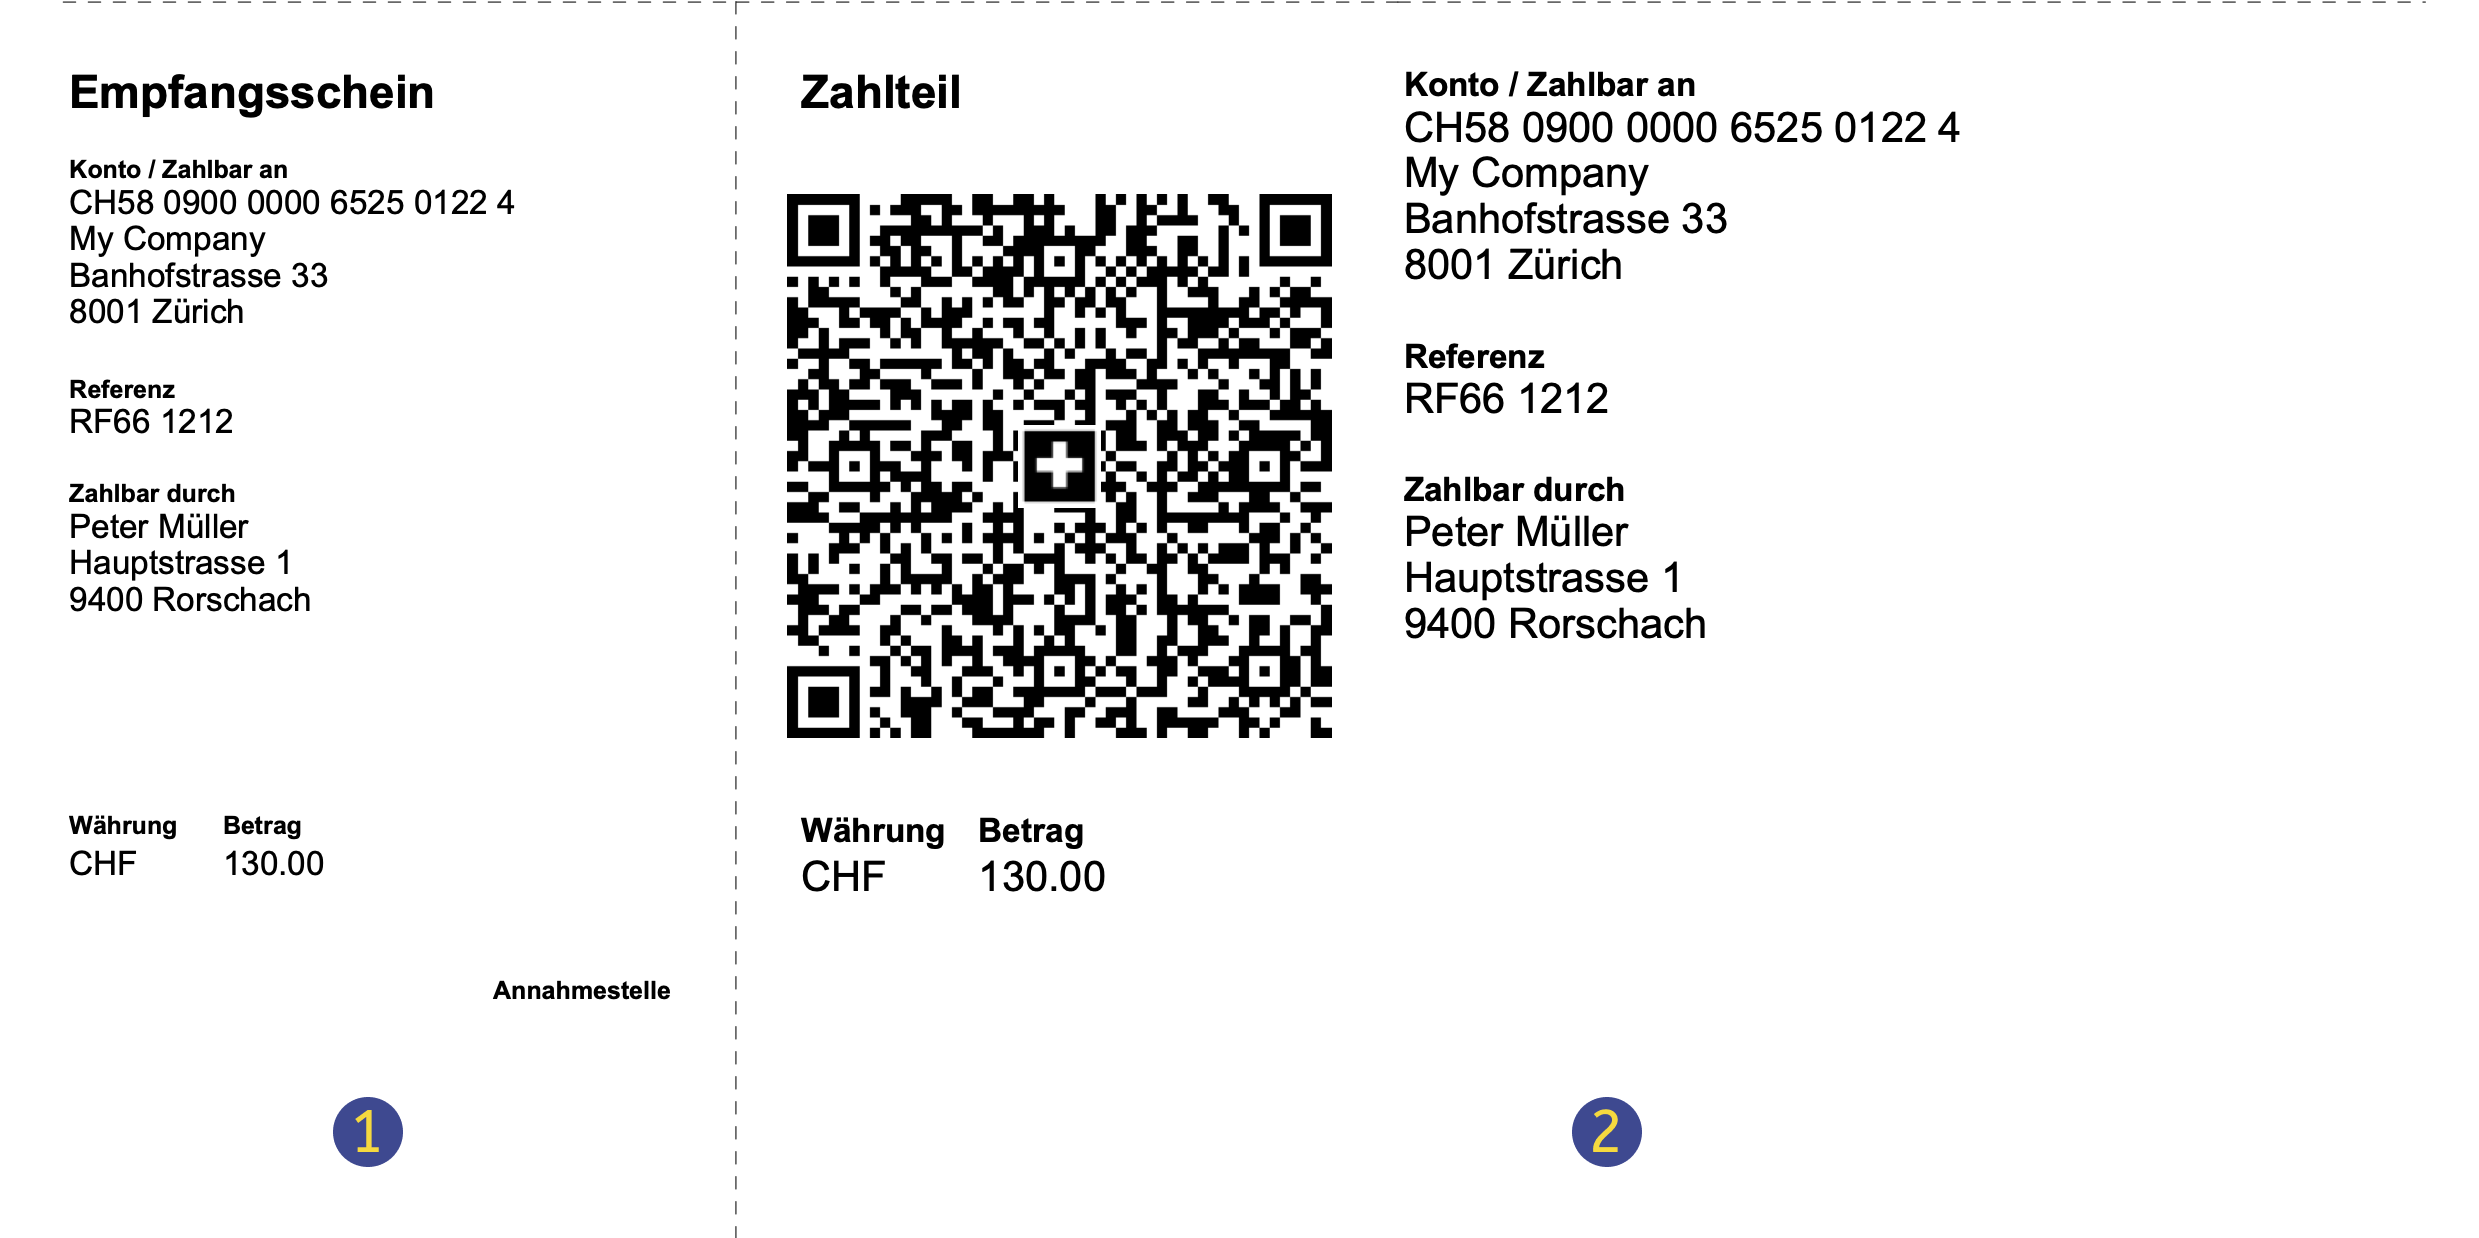 Empfangsschein
Konto / Zahlbar an
CH58 0900 0000 6525 0122 4
My Company
Banhofstrasse 33
8001 Zürich
Referenz
RF66 1212
Zahlbar durch
Peter Müller
Hauptstrasse 1
9400 Rorschach
Währung Betrag
CHF 130.00
Annahmestelle
1
Zahlteil
Währung Betrag
CHF 130.00
Konto / Zahlbar an
CH58 0900 0000 6525 0122 4
My Company
Banhofstrasse 33
8001 Zürich
Referenz
RF66 1212
Zahlbar durch
Peter Müller
Hauptstrasse 1
9400 Rorschach
2